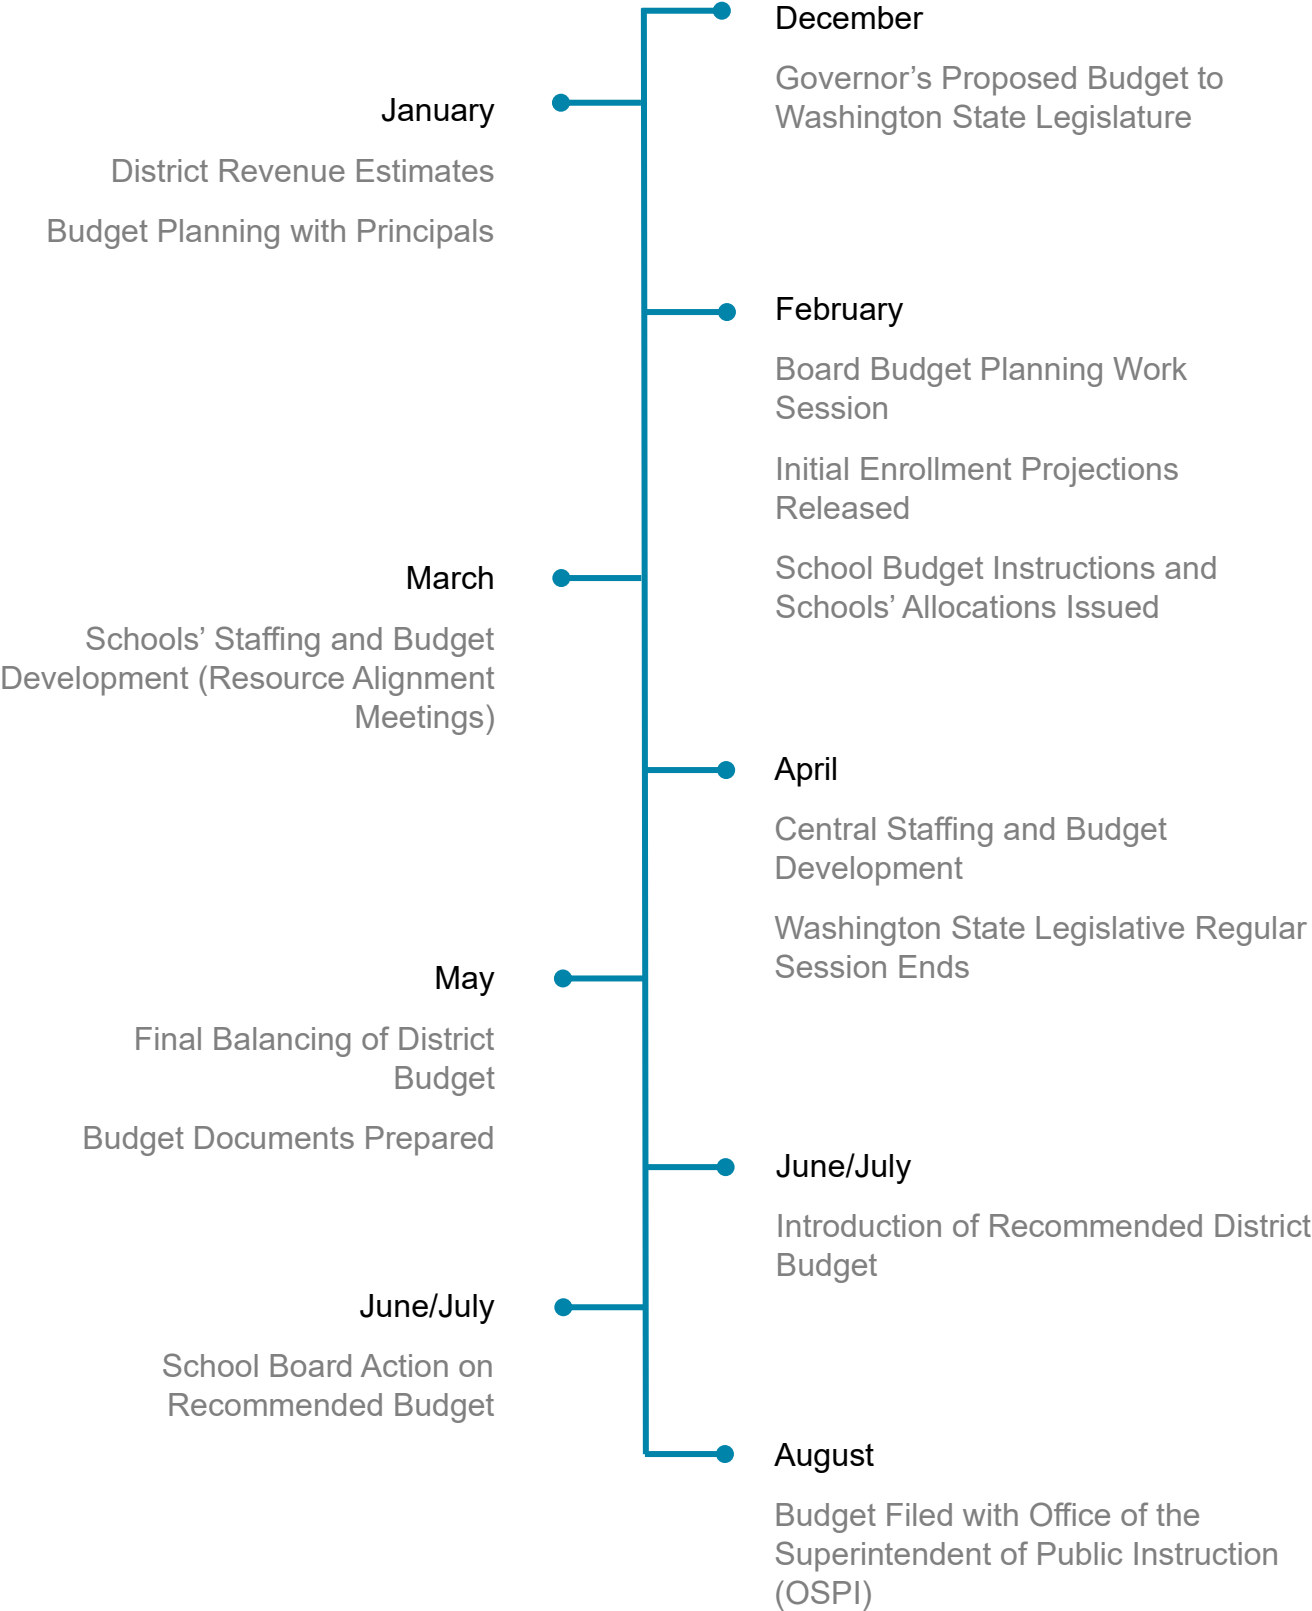 December
Governor’s Proposed Budget to
Washington State Legislature
January
District Revenue Estimates
Budget Planning with Principals
February
Board Budget Planning Work
Session
Initial Enrollment Projections
Released
School Budget Instructions and
Schools’ Allocations Issued
March
Schools’ Staffing and Budget
Development (Resource Alignment
Meetings)
April
Central Staffing and Budget
Development
Washington State Legislative Regular
Session Ends
May
Final Balancing of District
Budget
Budget Documents Prepared
June/July
Introduction of Recommended District
Budget
June/July
School Board Action on
Recommended Budget
August
Budget Filed with Office of the
Superintendent of Public Instruction
(OSPI)